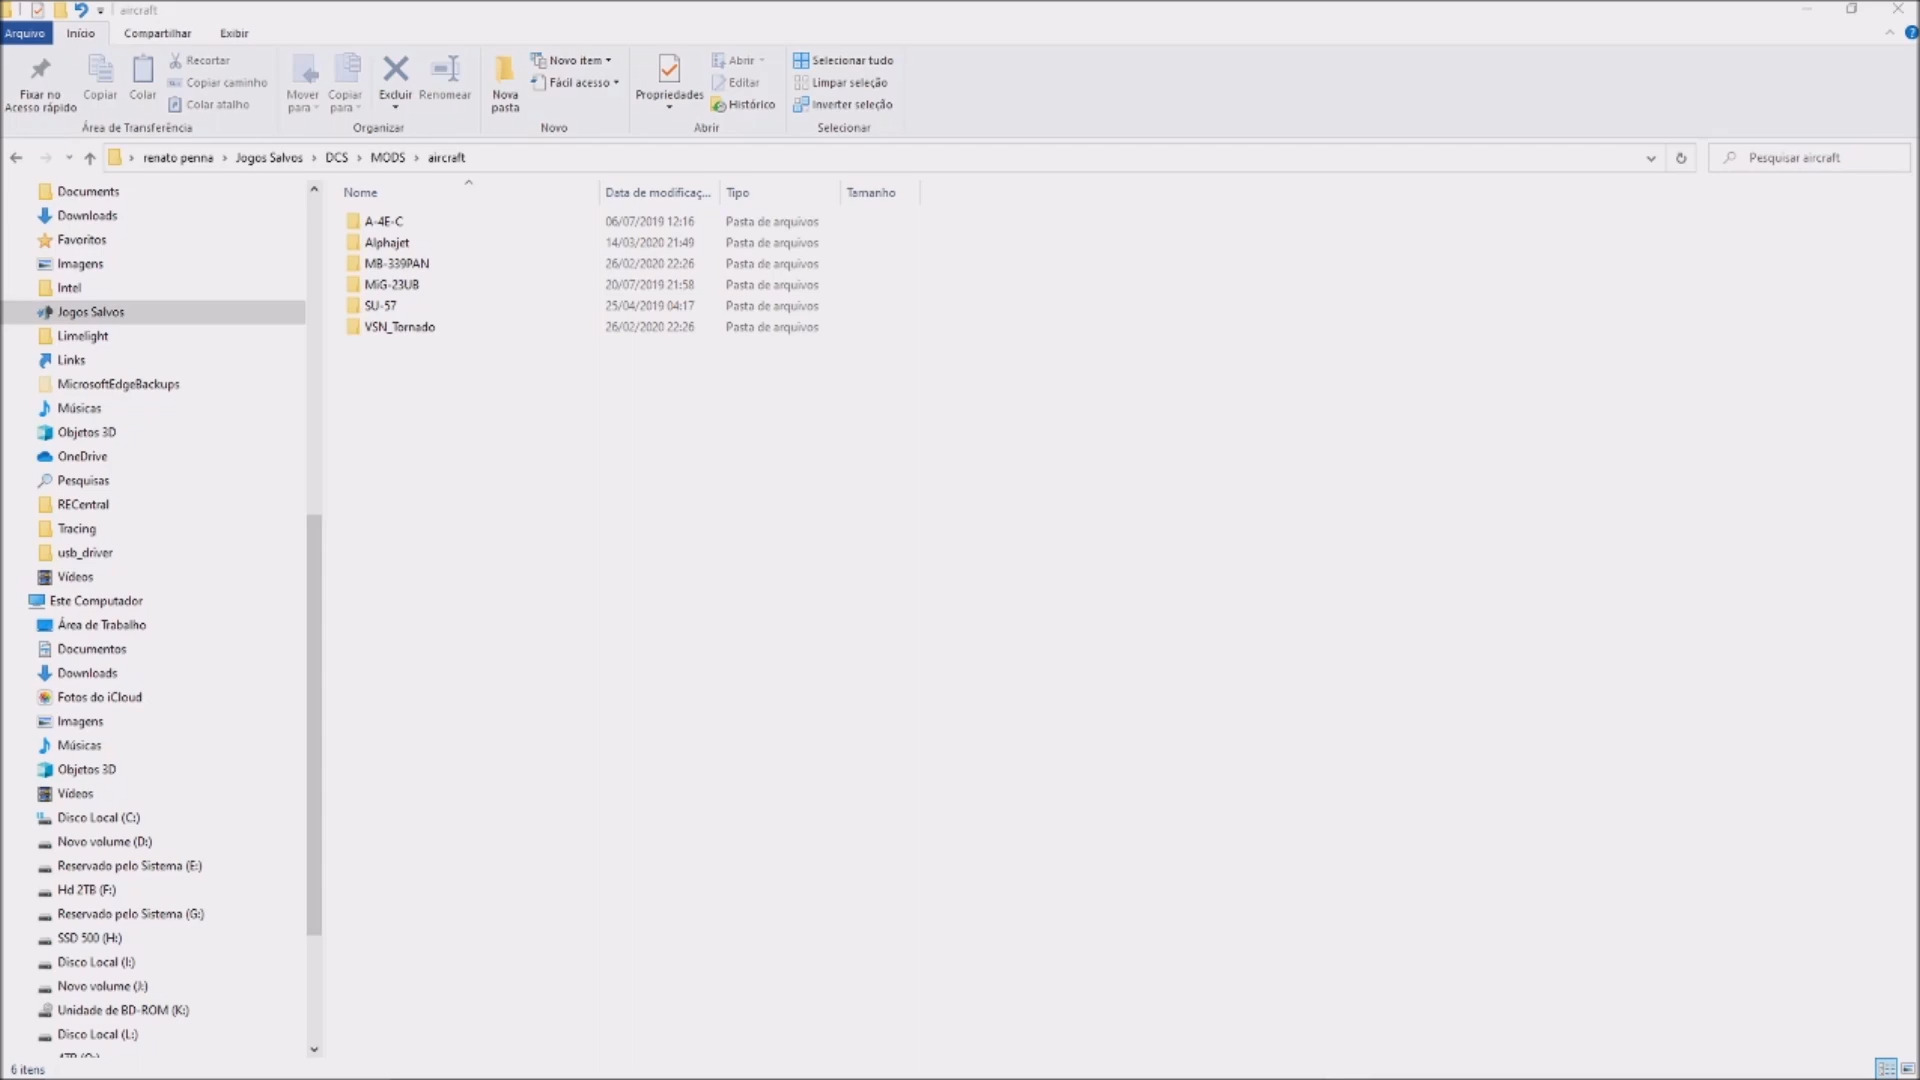 aircraft
Arquivo Início Compartilhar Exibir
Fixar no Acesso rápido
Copiar
Colar
Recortar
Copiar caminho
Colar atalho
Área de Transferência
Mover para
Copiar para
Excluir
Renomear
Organizar
Nova pasta
Novo item
Fácil acesso
Novo
Propriedades
Abrir
Editar
Histórico
Abrir
Selecionar tudo
Limpar seleção
Inverter seleção
Selecionar
renato penna > Jogos Salvos > DCS > MODS > aircraft
Pesquisar aircraft
Documents
Downloads
Favoritos
Imagens
Intel
Jogos Salvos
Limelight
Links
MicrosoftEdgeBackups
Músicas
Objetos 3D
OneDrive
Pesquisas
RECentral
Tracing
usb_driver
Vídeos
Este Computador
Área de Trabalho
Documentos
Downloads
Fotos do iCloud
Imagens
Músicas
Objetos 3D
Vídeos
Disco Local (C:)
Novo volume (D:)
Reservado pelo Sistema (E:)
Hd 2TB (F:)
Reservado pelo Sistema (G:)
SSD 500 (H:)
Disco Local (I:)
Novo volume (J:)
Unidade de BD-ROM (K:)
Disco Local (L:)
Nome Data de modificaç... Tipo Tamanho
A-4E-C 06/07/2019 12:16 Pasta de arquivos
Alphajet 14/03/2020 21:49 Pasta de arquivos
MB-339PAN 26/02/2020 22:26 Pasta de arquivos
MiG-23UB 20/07/2019 21:58 Pasta de arquivos
SU-57 25/04/2019 04:17 Pasta de arquivos
VSN_Tornado 26/02/2020 22:26 Pasta de arquivos
6 itens